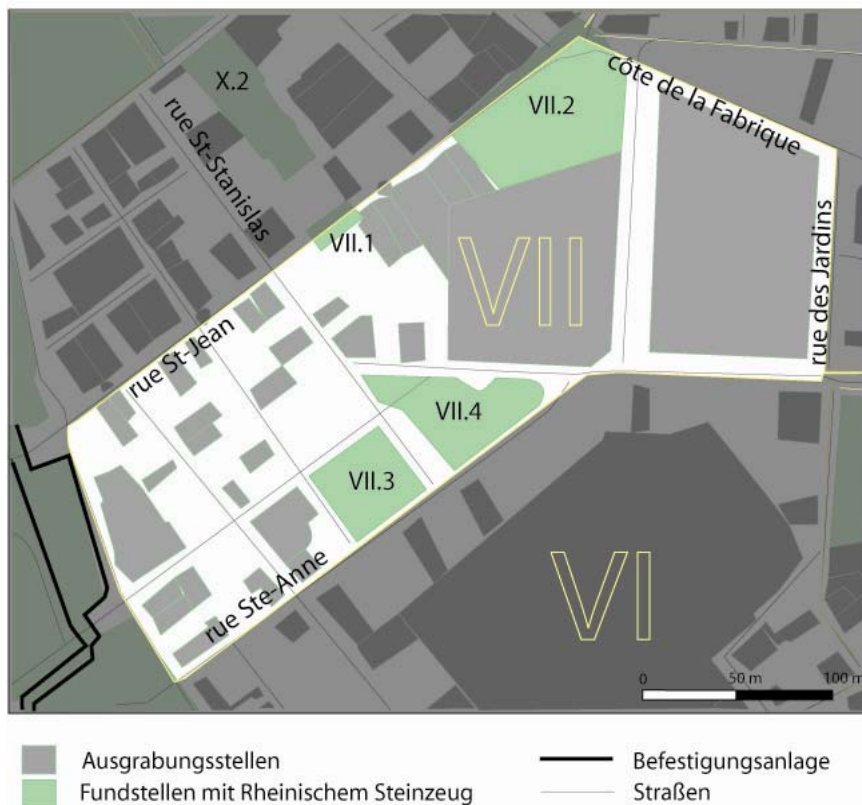 X.2
rue St-Stanislas
VII.2
côte de la Fabrique
VII.1
VII
rue des Jardins
rue St-Jean
VII.4
VII.3
rue Ste-Anne
VI
0 50 m 100 m
Ausgrabungsstellen
Befestigungsanlage
Fundstellen mit Rheinischem Steinzeug
Straßen